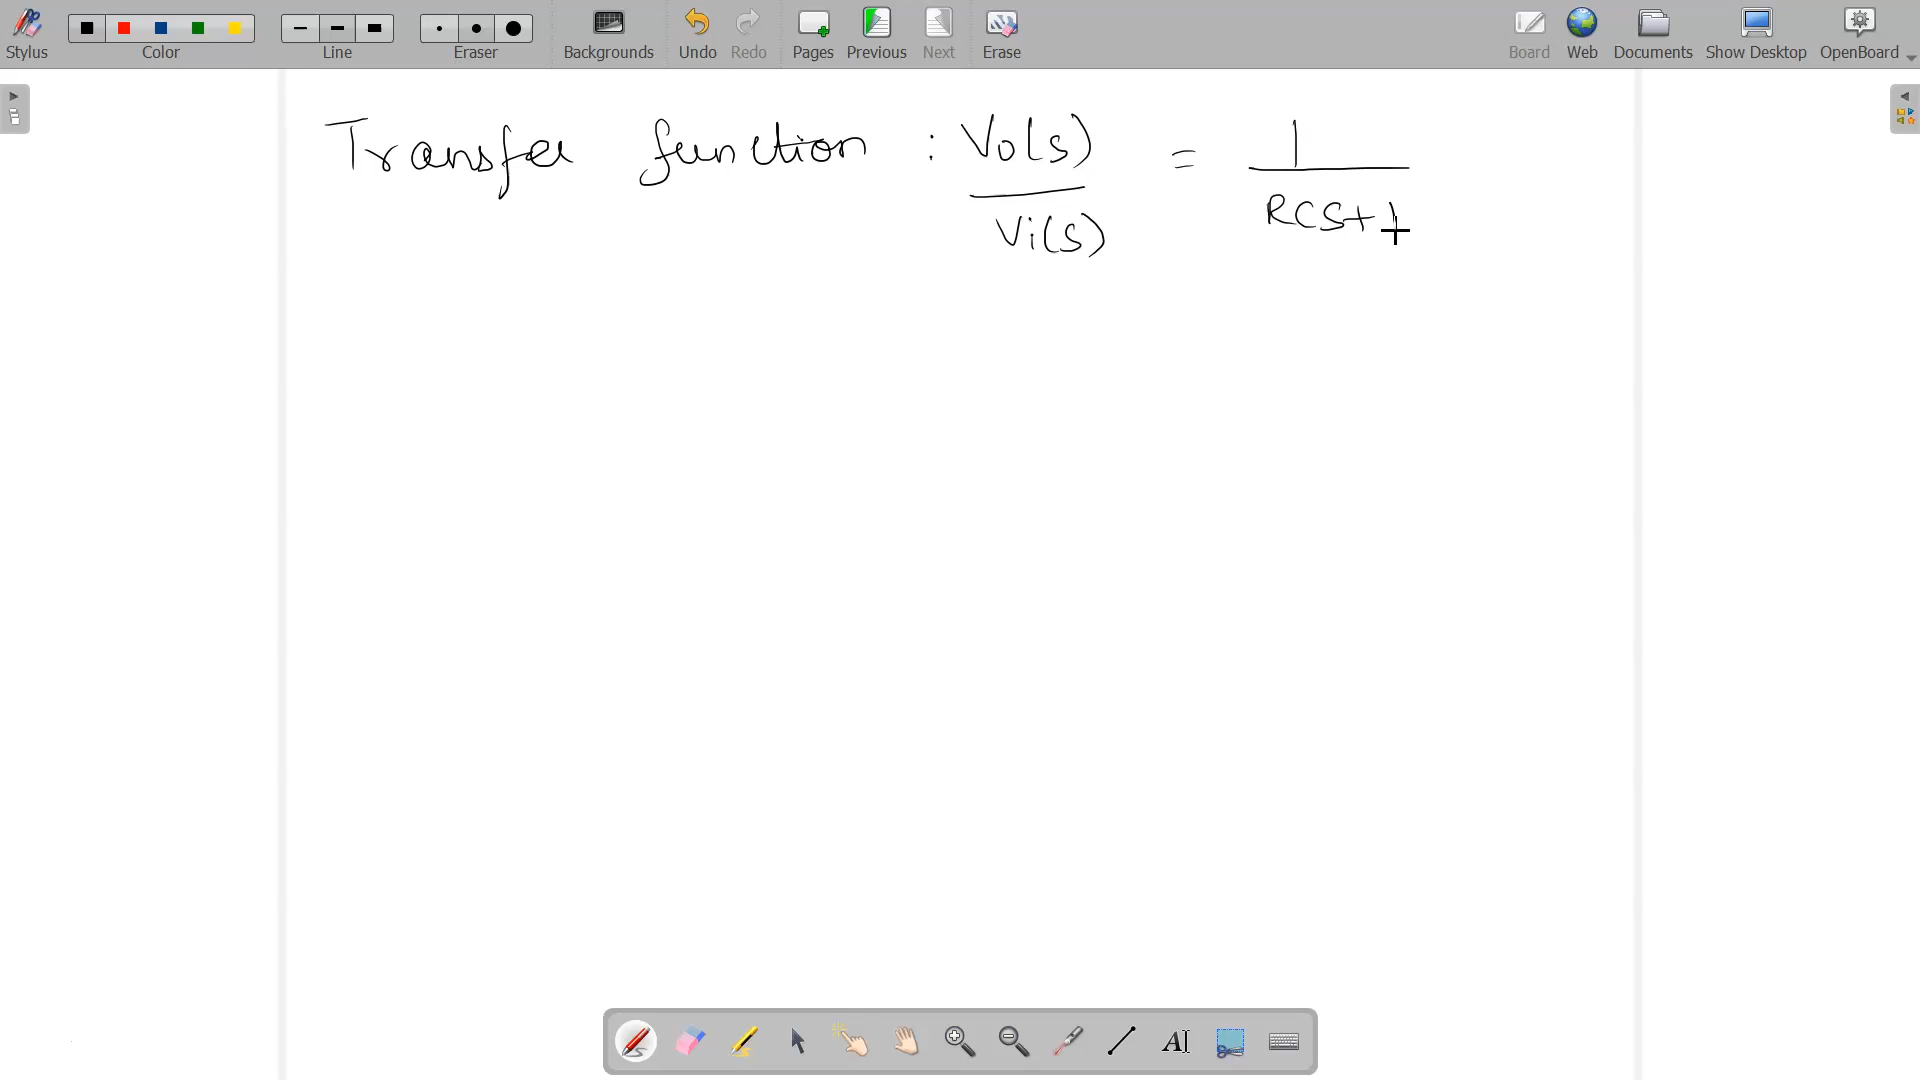 Stylus Color Line Eraser Backgrounds Undo Redo Pages Previous Next Erase Board Web Documents Show Desktop OpenBoard
Transfer function : Vo(s) / Vi(s) = 1 / RCS+1
AI